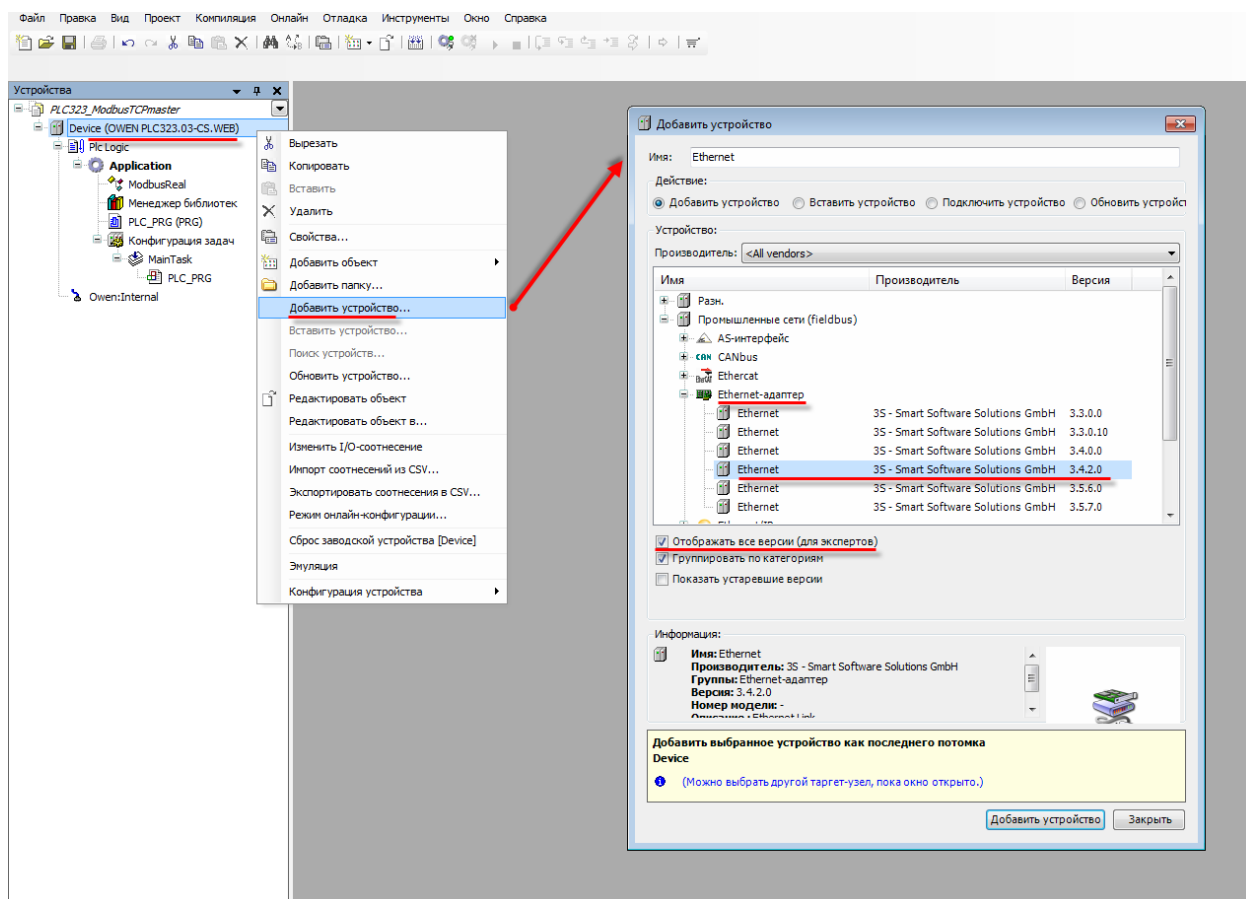 Файл Правка Вид Проект Компиляция Онлайн Отладка Инструменты Окно Справка
Устройства
PLC323_ModbusTCPmaster
Device (OWEN PLC323.03-CS.WEB)
Plc Logic
Application
ModbusReal
Менеджер библиотек
PLC_PRG (PRG)
Конфигурация задач
MainTask
PLC_PRG
Owen:Internal
Вырезать
Копировать
Вставить
Удалить
Свойства...
Добавить объект
Добавить папку...
Добавить устройство...
Вставить устройство...
Поиск устройств...
Обновить устройство...
Редактировать объект
Редактировать объект в...
Изменить I/O-соотнесение
Импорт соотнесений из CSV...
Экспортировать соотнесения в CSV...
Режим онлайн-конфигурации...
Сброс заводской устройства [Device]
Эмуляция
Конфигурация устройства
Добавить устройство
Имя: Ethernet
Действие:
Добавить устройство Вставить устройство Подключить устройство Обновить устройст
Устройство:
Производитель: <All vendors>
Имя Производитель Версия
Разн.
Промышленные сети (fieldbus)
AS-интерфейс
CAN CANbus
Ethercat
Ethernet-адаптер
Ethernet 3S - Smart Software Solutions GmbH 3.3.0.0
Ethernet 3S - Smart Software Solutions GmbH 3.3.0.10
Ethernet 3S - Smart Software Solutions GmbH 3.4.0.0
Ethernet 3S - Smart Software Solutions GmbH 3.4.2.0
Ethernet 3S - Smart Software Solutions GmbH 3.5.6.0
Ethernet 3S - Smart Software Solutions GmbH 3.5.7.0
Отображать все версии (для экспертов)
Группировать по категориям
Показать устаревшие версии
Информация:
Имя: Ethernet
Производитель: 3S - Smart Software Solutions GmbH
Группы: Ethernet-адаптер
Версия: 3.4.2.0
Номер модели: -
Описание : Ethernet Link
Добавить выбранное устройство как последнего потомка
Device
(Можно выбрать другой таргет-узел, пока окно открыто.)
Добавить устройство Закрыть